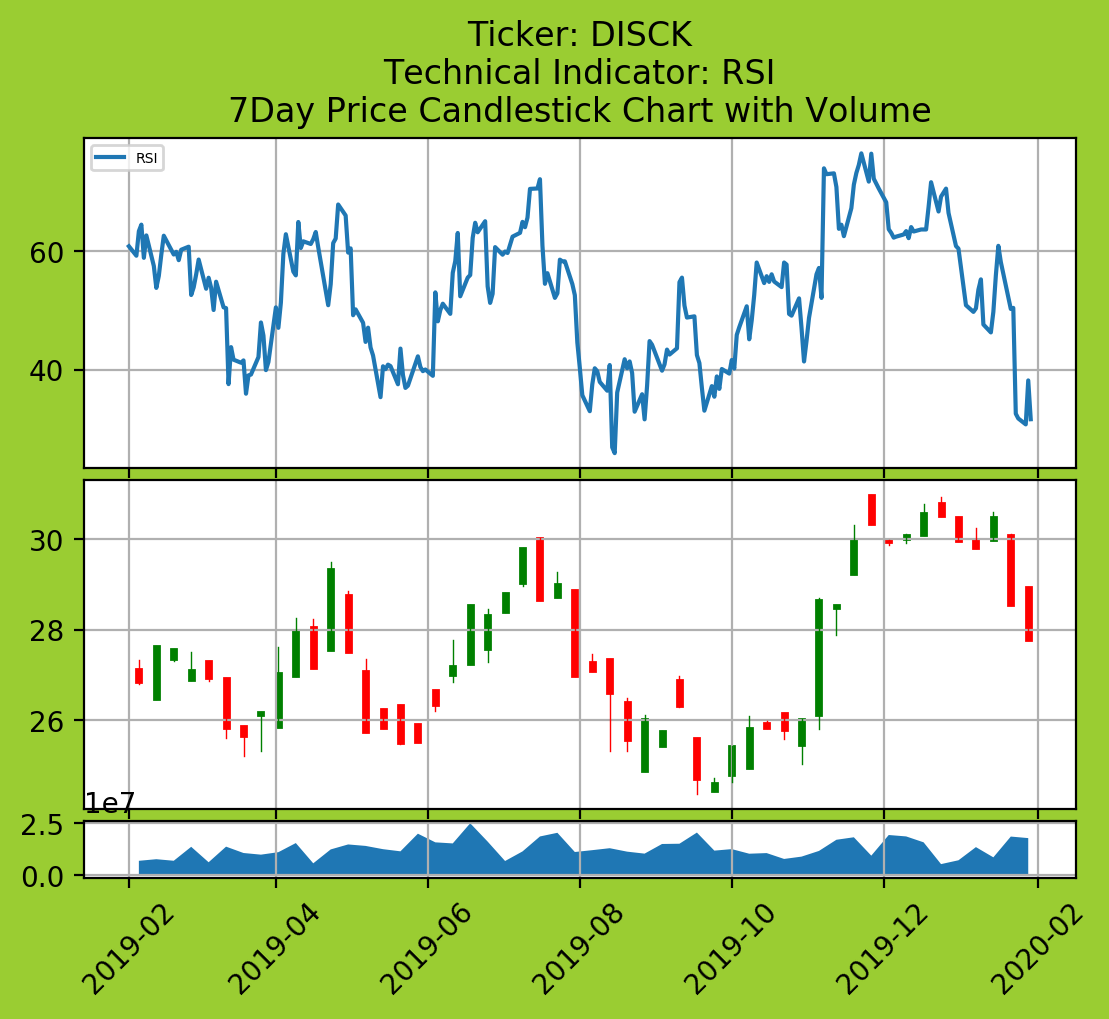 Ticker: DISCK
Technical Indicator: RSI
7Day Price Candlestick Chart with Volume
RSI
60
40
30
28
26
1e7
2.5
0.0
2019-02
2019-04
2019-06
2019-08
2019-10
2019-12
2020-02